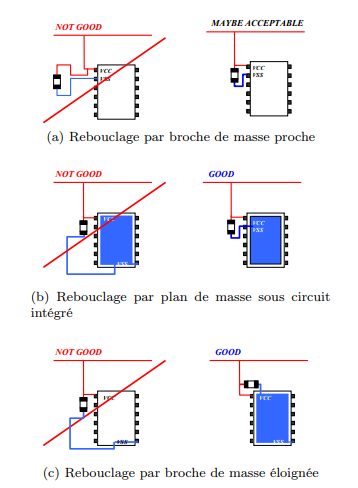 NOT GOOD
MAYBE ACCEPTABLE
VCC
VSS
VCC
VSS
(a) Rebouclage par broche de masse proche
NOT GOOD
GOOD
VCC
VSS
VCC
VSS
(b) Rebouclage par plan de masse sous circuit
intégré
NOT GOOD
GOOD
VCC
VSS
VCC
VSS
(c) Rebouclage par broche de masse éloignée